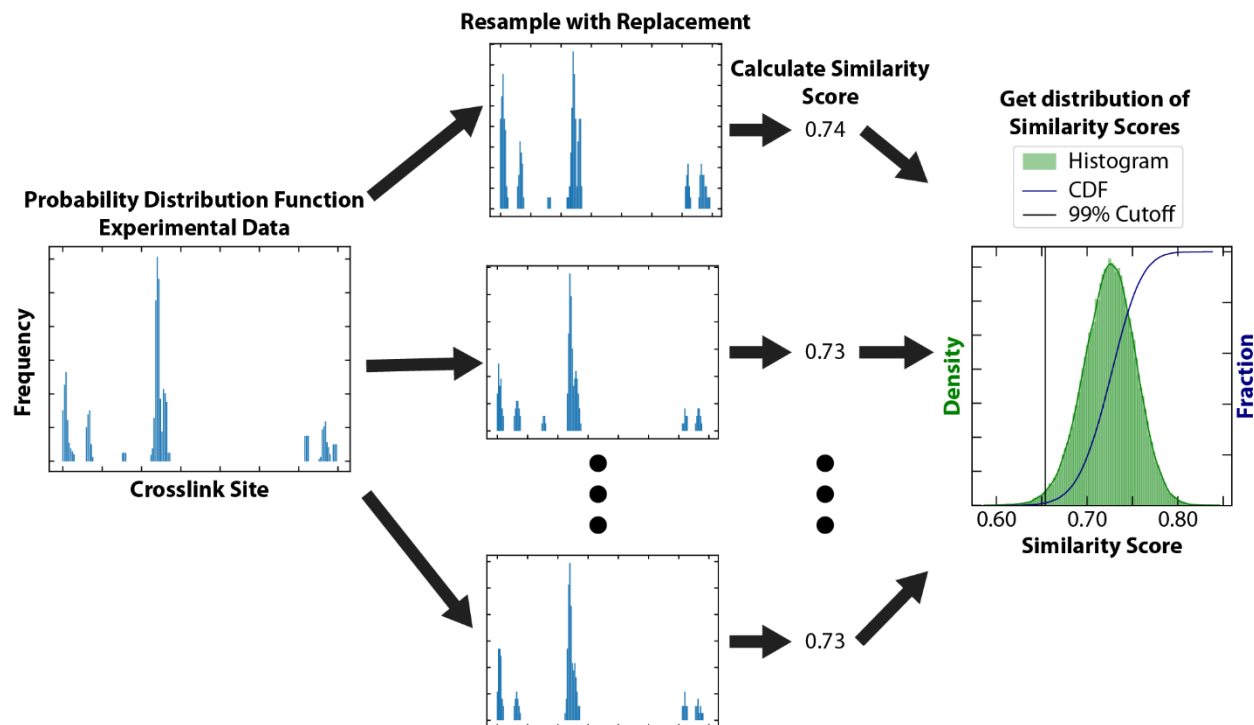 Resample with Replacement
Calculate Similarity
Score
0.74
Get distribution of
Similarity Scores
Histogram
CDF
99% Cutoff
Probability Distribution Function
Experimental Data
Frequency
Crosslink Site
0.73
0.73
Density
Fraction
0.60
0.70
0.80
Similarity Score